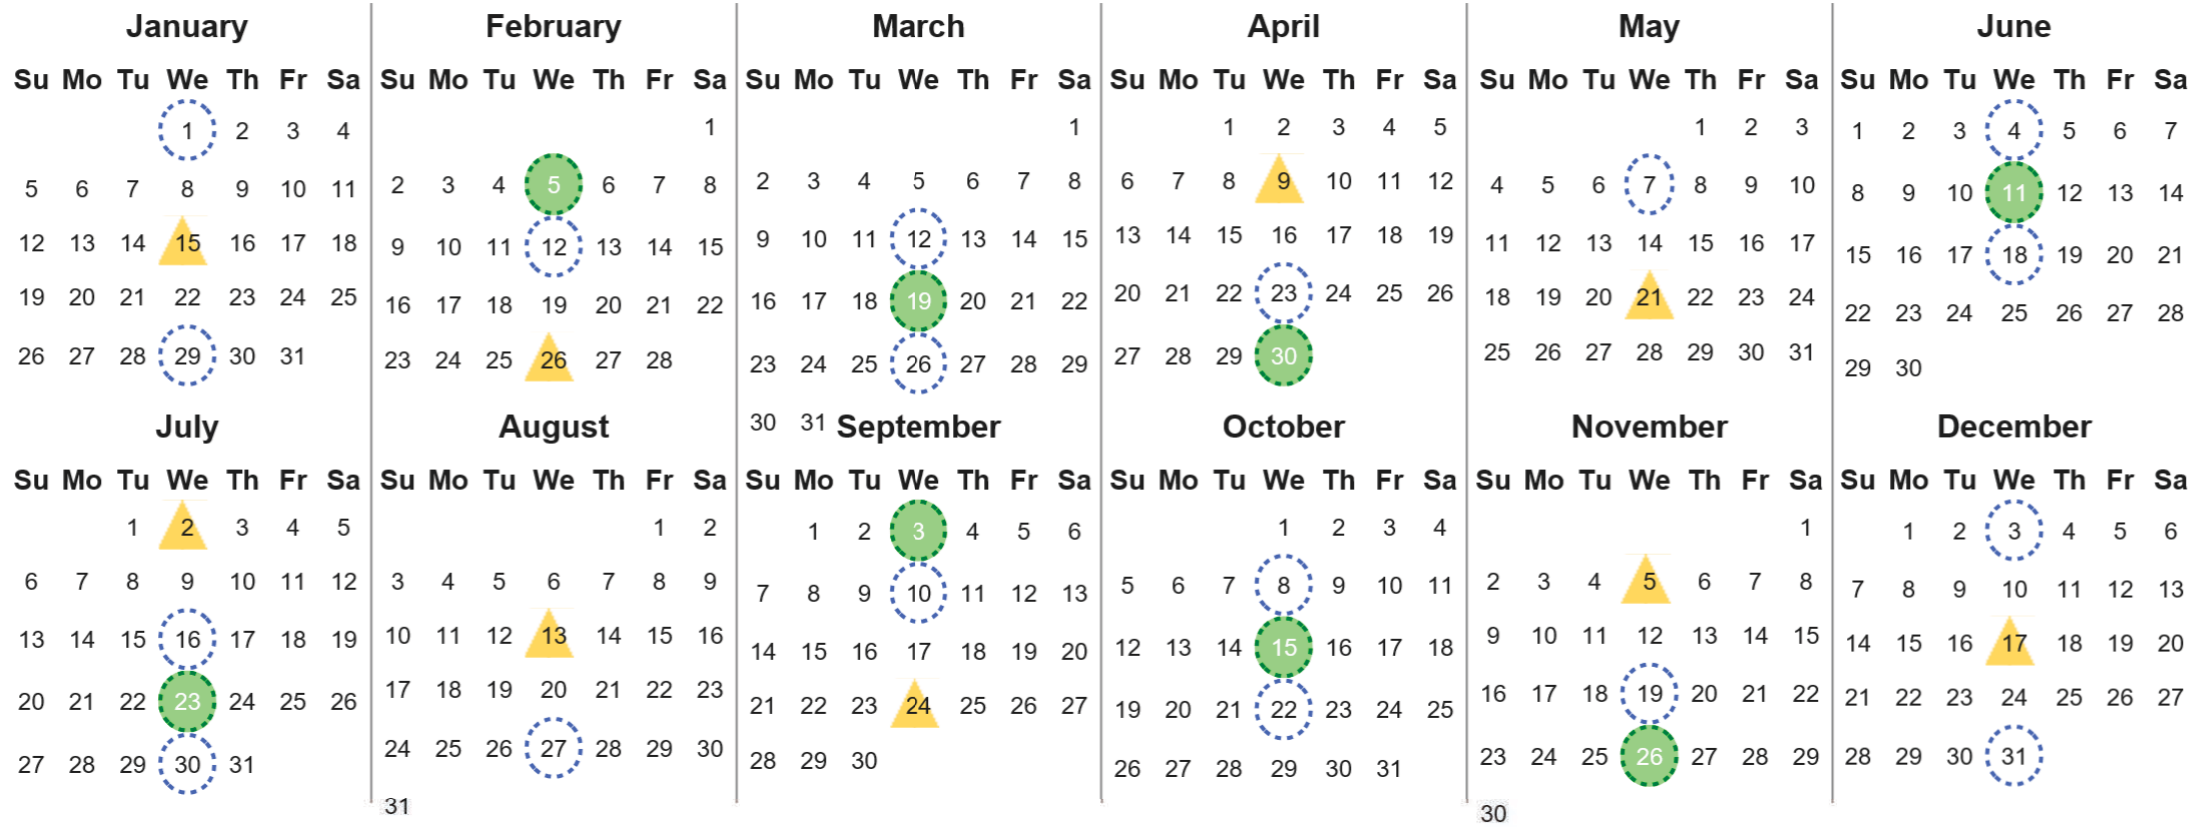 January
Su Mo Tu We Th Fr Sa
1 2 3 4
5 6 7 8 9 10 11
12 13 14 15 16 17 18
19 20 21 22 23 24 25
26 27 28 29 30 31
February
Su Mo Tu We Th Fr Sa
1
2 3 4 5 6 7 8
9 10 11 12 13 14 15
16 17 18 19 20 21 22
23 24 25 26 27 28
March
Su Mo Tu We Th Fr Sa
1
2 3 4 5 6 7 8
9 10 11 12 13 14 15
16 17 18 19 20 21 22
23 24 25 26 27 28 29
30 31
April
Su Mo Tu We Th Fr Sa
1 2 3 4 5
6 7 8 9 10 11 12
13 14 15 16 17 18 19
20 21 22 23 24 25 26
27 28 29 30
May
Su Mo Tu We Th Fr Sa
1 2 3
4 5 6 7 8 9 10
11 12 13 14 15 16 17
18 19 20 21 22 23 24
25 26 27 28 29 30 31
June
Su Mo Tu We Th Fr Sa
1 2 3 4 5 6 7
8 9 10 11 12 13 14
15 16 17 18 19 20 21
22 23 24 25 26 27 28
29 30
July
Su Mo Tu We Th Fr Sa
1 2 3 4 5
6 7 8 9 10 11 12
13 14 15 16 17 18 19
20 21 22 23 24 25 26
27 28 29 30 31
August
Su Mo Tu We Th Fr Sa
1 2
3 4 5 6 7 8 9
10 11 12 13 14 15 16
17 18 19 20 21 22 23
24 25 26 27 28 29 30
31
September
Su Mo Tu We Th Fr Sa
1 2 3 4 5 6
7 8 9 10 11 12 13
14 15 16 17 18 19 20
21 22 23 24 25 26 27
28 29 30
October
Su Mo Tu We Th Fr Sa
1 2 3 4
5 6 7 8 9 10 11
12 13 14 15 16 17 18
19 20 21 22 23 24 25
26 27 28 29 30 31
November
Su Mo Tu We Th Fr Sa
1
2 3 4 5 6 7 8
9 10 11 12 13 14 15
16 17 18 19 20 21 22
23 24 25 26 27 28 29
30
December
Su Mo Tu We Th Fr Sa
1 2 3 4 5 6
7 8 9 10 11 12 13
14 15 16 17 18 19 20
21 22 23 24 25 26 27
28 29 30 31